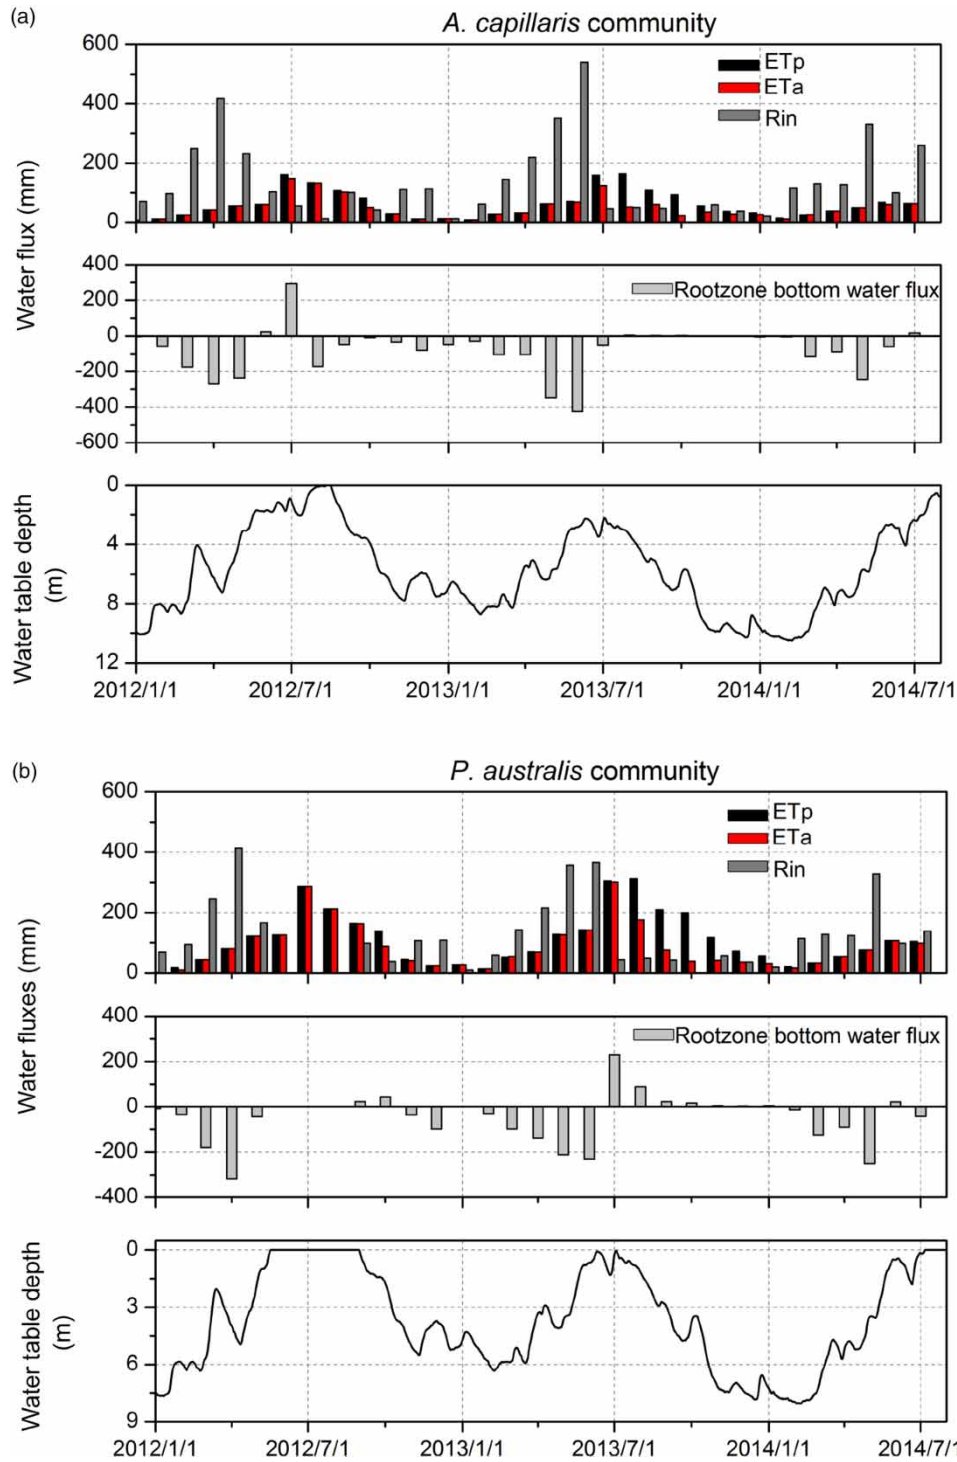 (a)
A. capillaris community
600
400
200
0
ETp
ETa
Rin
Water flux (mm)
400
200
0
-200
-400
-600
Rootzone bottom water flux
0
4
8
12
Water table depth
(m)
2012/1/1
2012/7/1
2013/1/1
2013/7/1
2014/1/1
2014/7/1
(b)
P. australis community
600
400
200
0
ETp
ETa
Rin
Water fluxes (mm)
400
200
0
-200
-400
Rootzone bottom water flux
0
3
6
9
Water table depth
(m)
2012/1/1
2012/7/1
2013/1/1
2013/7/1
2014/1/1
2014/7/1